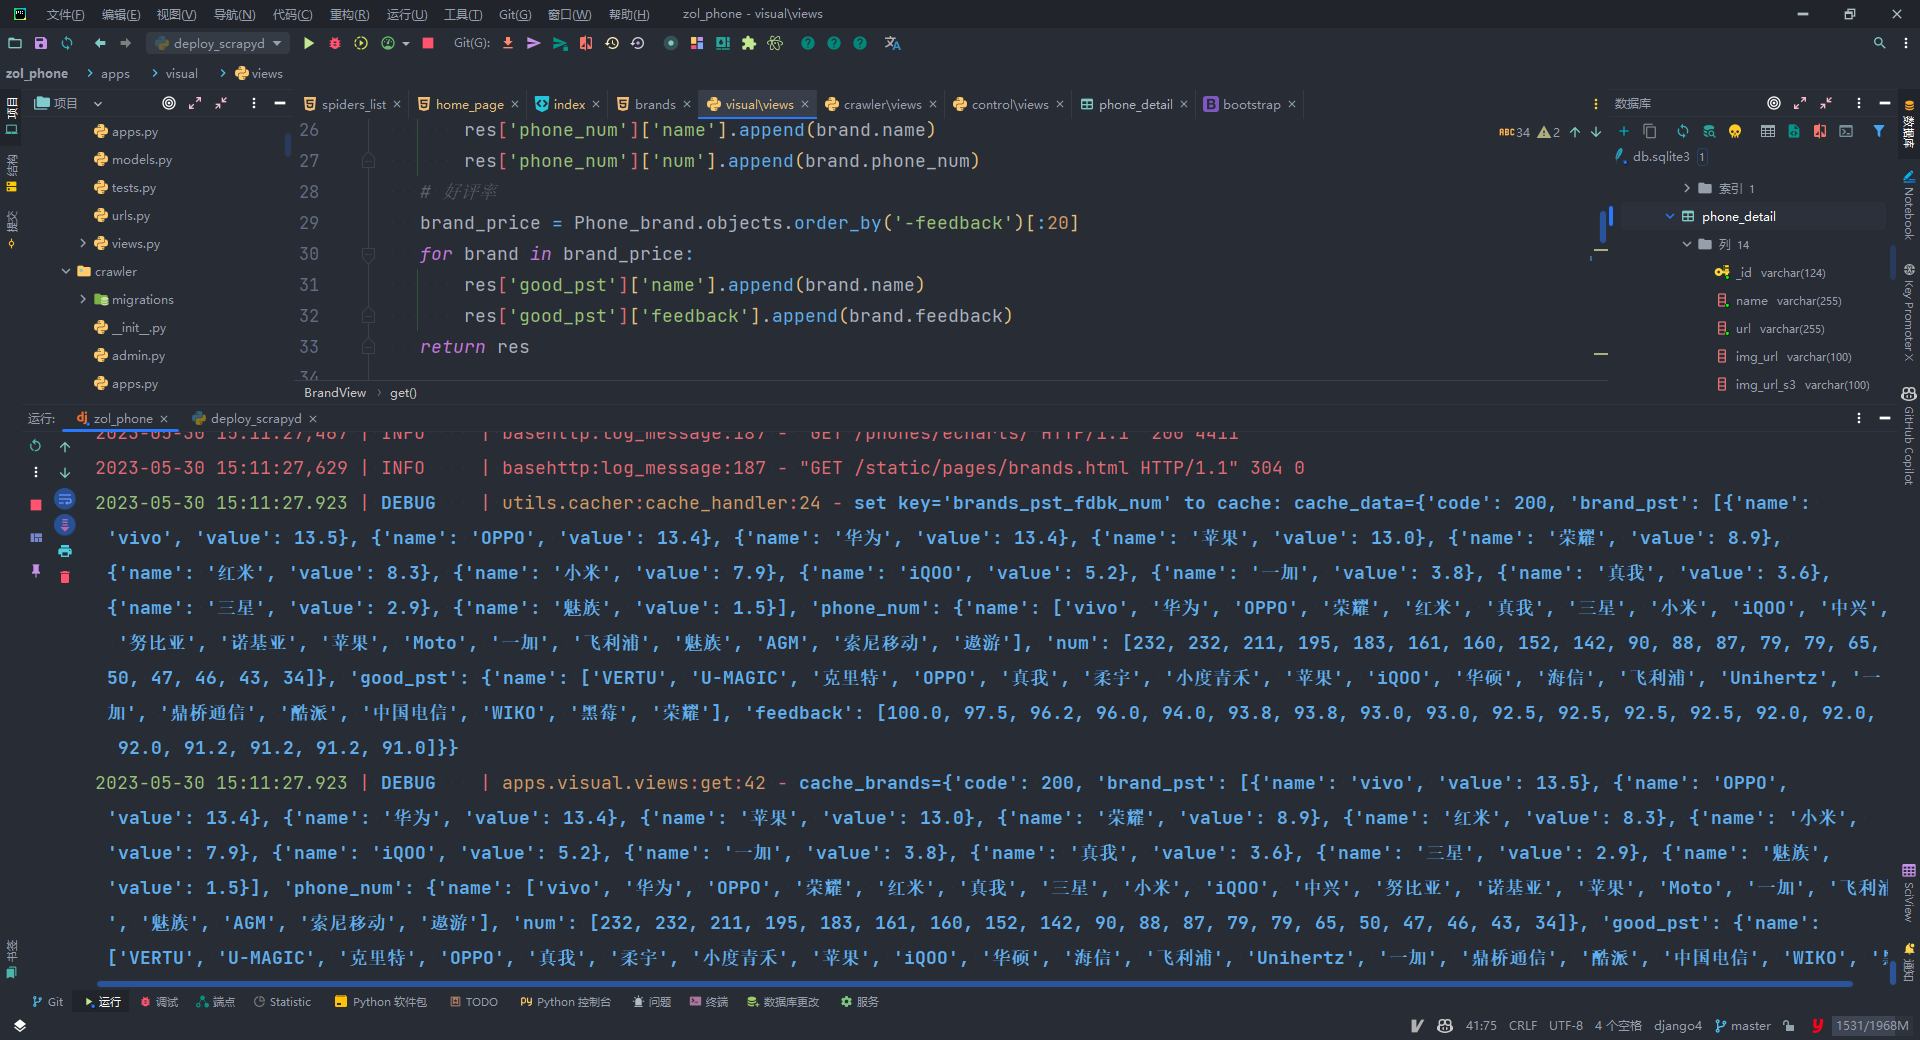 文件(F) 编辑(E) 视图(V) 导航(N) 代码(C) 重构(R) 运行(U) 工具(T) Git(G) 窗口(W) 帮助(H) zol_phone - visual\views
deploy_scrapyd Git(G):
zol_phone apps visual views
项目
spiders_list home_page index brands visual\views crawler\views control\views phone_detail bootstrap
数据库
apps.py
models.py
tests.py
urls.py
views.py
crawler
migrations
__init__.py
admin.py
apps.py
26 res['phone_num']['name'].append(brand.name)
27 res['phone_num']['num'].append(brand.phone_num)
28 # 好评率
29 brand_price = Phone_brand.objects.order_by('-feedback')[:20]
30 for brand in brand_price:
31 res['good_pst']['name'].append(brand.name)
32 res['good_pst']['feedback'].append(brand.feedback)
33 return res
34
ABC 34 2
BrandView get()
db.sqlite3 1
索引 1
phone_detail
列 14
_id varchar(124)
name varchar(255)
url varchar(255)
img_url varchar(100)
img_url_s3 varchar(100)
项目
结构
提交
书签
数据库
Notebook
Key Promoter X
GitHub Copilot
SciView
通知
运行: zol_phone deploy_scrapyd
2023-05-30 15:11:27,467 | INFO | basehttp:log_message:187 - "GET /phones/echarts/ HTTP/1.1" 200 4411
2023-05-30 15:11:27,629 | INFO | basehttp:log_message:187 - "GET /static/pages/brands.html HTTP/1.1" 304 0
2023-05-30 15:11:27.923 | DEBUG | utils.cacher:cache_handler:24 - set key='brands_pst_fdbk_num' to cache: cache_data={'code': 200, 'brand_pst': [{'name':
'vivo', 'value': 13.5}, {'name': 'OPPO', 'value': 13.4}, {'name': '华为', 'value': 13.4}, {'name': '苹果', 'value': 13.0}, {'name': '荣耀', 'value': 8.9},
{'name': '红米', 'value': 8.3}, {'name': '小米', 'value': 7.9}, {'name': 'iQOO', 'value': 5.2}, {'name': '一加', 'value': 3.8}, {'name': '真我', 'value': 3.6},
{'name': '三星', 'value': 2.9}, {'name': '魅族', 'value': 1.5}], 'phone_num': {'name': ['vivo', '华为', 'OPPO', '荣耀', '红米', '真我', '三星', '小米', 'iQOO', '中兴',
'努比亚', '诺基亚', '苹果', 'Moto', '一加', '飞利浦', '魅族', 'AGM', '索尼移动', '遨游'], 'num': [232, 232, 211, 195, 183, 161, 160, 152, 142, 90, 88, 87, 79, 79, 65,
50, 47, 46, 43, 34]}, 'good_pst': {'name': ['VERTU', 'U-MAGIC', '克里特', 'OPPO', '真我', '柔宇', '小度青禾', '苹果', 'iQOO', '华硕', '海信', '飞利浦', 'Unihertz', '一
加', '鼎桥通信', '酷派', '中国电信', 'WIKO', '黑莓', '荣耀'], 'feedback': [100.0, 97.5, 96.2, 96.0, 94.0, 93.8, 93.8, 93.0, 93.0, 92.5, 92.5, 92.5, 92.5, 92.0, 92.0,
92.0, 91.2, 91.2, 91.2, 91.0]}}
2023-05-30 15:11:27.923 | DEBUG | apps.visual.views:get:42 - cache_brands={'code': 200, 'brand_pst': [{'name': 'vivo', 'value': 13.5}, {'name': 'OPPO',
'value': 13.4}, {'name': '华为', 'value': 13.4}, {'name': '苹果', 'value': 13.0}, {'name': '荣耀', 'value': 8.9}, {'name': '红米', 'value': 8.3}, {'name': '小米',
'value': 7.9}, {'name': 'iQOO', 'value': 5.2}, {'name': '一加', 'value': 3.8}, {'name': '真我', 'value': 3.6}, {'name': '三星', 'value': 2.9}, {'name': '魅族',
'value': 1.5}], 'phone_num': {'name': ['vivo', '华为', 'OPPO', '荣耀', '红米', '真我', '三星', '小米', 'iQOO', '中兴', '努比亚', '诺基亚', '苹果', 'Moto', '一加', '飞利浦
', '魅族', 'AGM', '索尼移动', '遨游'], 'num': [232, 232, 211, 195, 183, 161, 160, 152, 142, 90, 88, 87, 79, 79, 65, 50, 47, 46, 43, 34]}, 'good_pst': {'name':
['VERTU', 'U-MAGIC', '克里特', 'OPPO', '真我', '柔宇', '小度青禾', '苹果', 'iQOO', '华硕', '海信', '飞利浦', 'Unihertz', '一加', '鼎桥通信', '酷派', '中国电信', 'WIKO', '
Git 运行 调试 端点 Statistic Python 软件包 TODO Python 控制台 问题 终端 数据库更改 服务
41:75 CRLF UTF-8 4 个空格 django4 master 1531/1968M